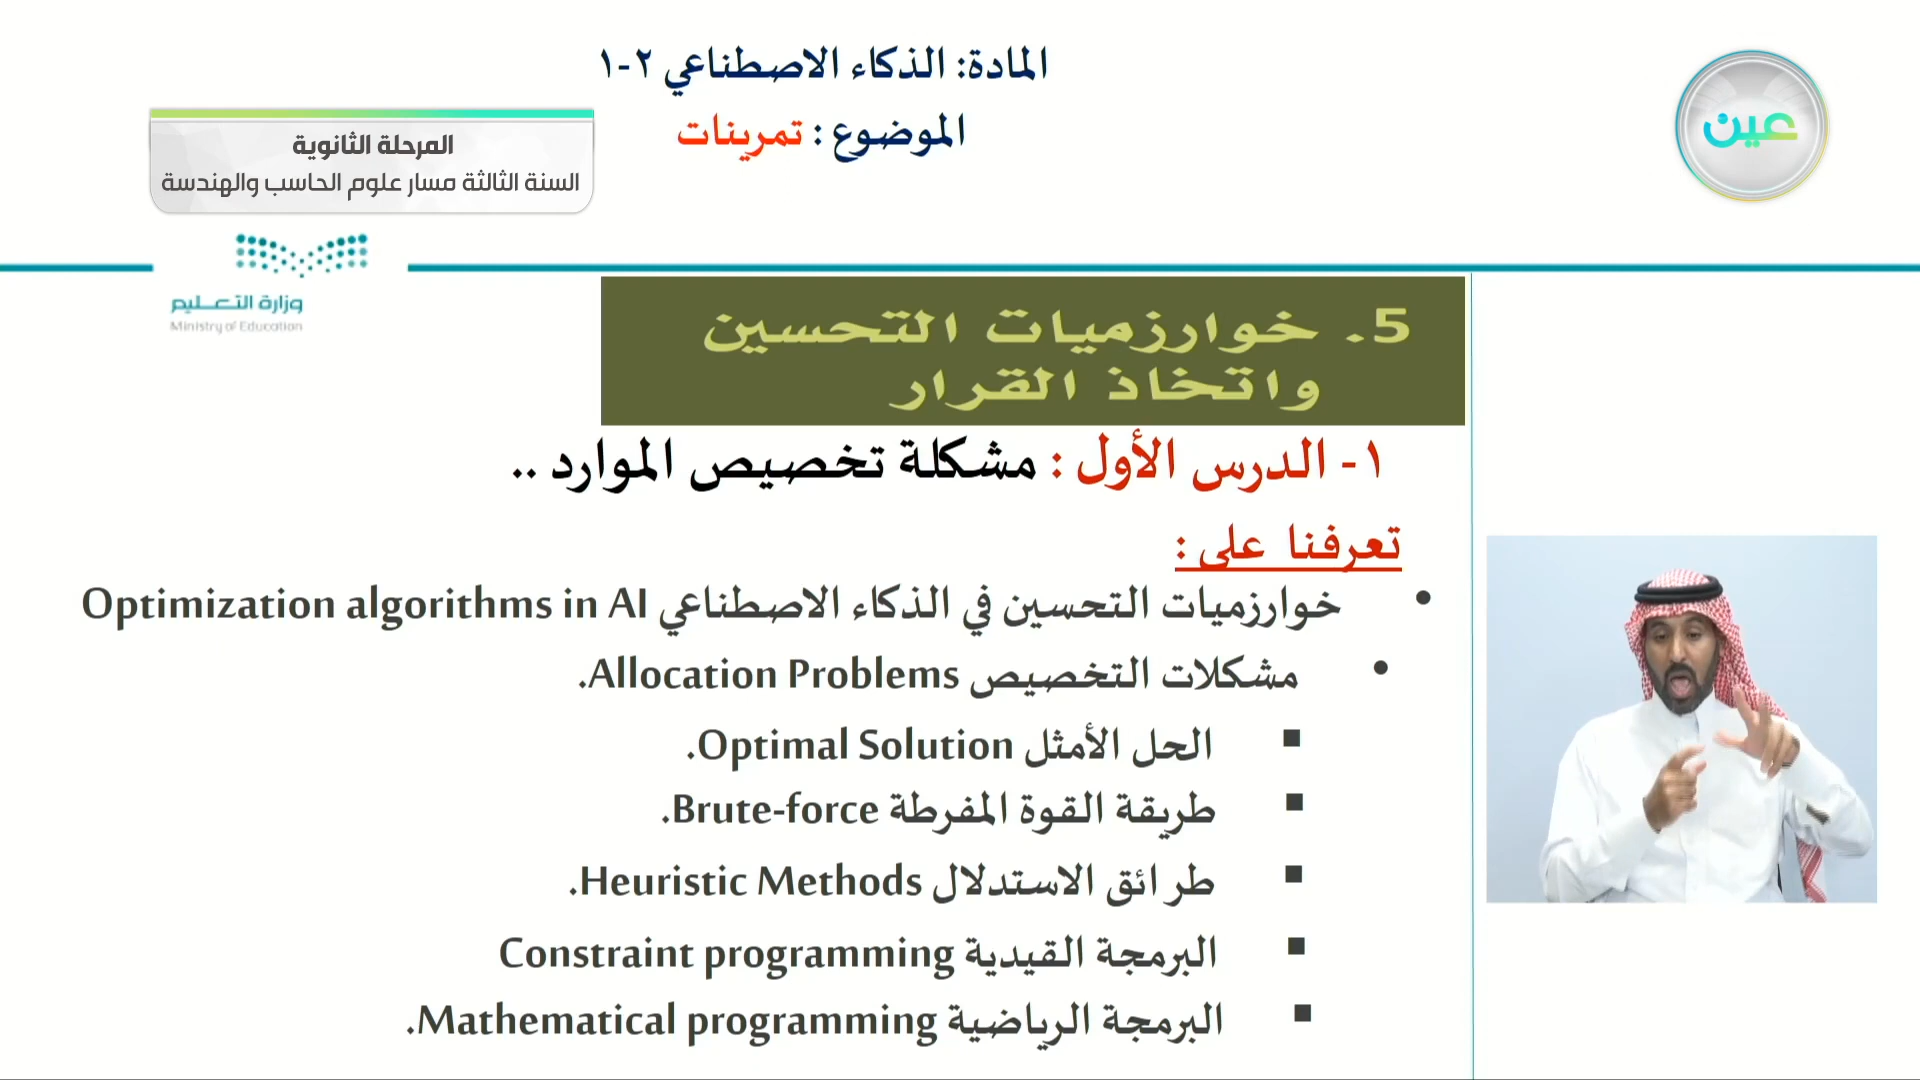 المادة: الذكاء الاصطناعي ٢-١
الموضوع : تمرينات
عين
المرحلة الثانوية
السنة الثالثة مسار علوم الحاسب والهندسة
وزارة التعليم
Ministry of Education
5. خوارزميات التحسين
واتخاذ القرار
١- الدرس الأول : مشكلة تخصيص الموارد ..
تعرفنا على :
• خوارزميات التحسين في الذكاء الاصطناعي Optimization algorithms in AI
• مشكلات التخصيص Allocation Problems.
▪ الحل الأمثل Optimal Solution.
▪ طريقة القوة المفرطة Brute-force.
▪ طرائق الاستدلال Heuristic Methods.
▪ البرمجة القيدية Constraint programming
▪ البرمجة الرياضية Mathematical programming.